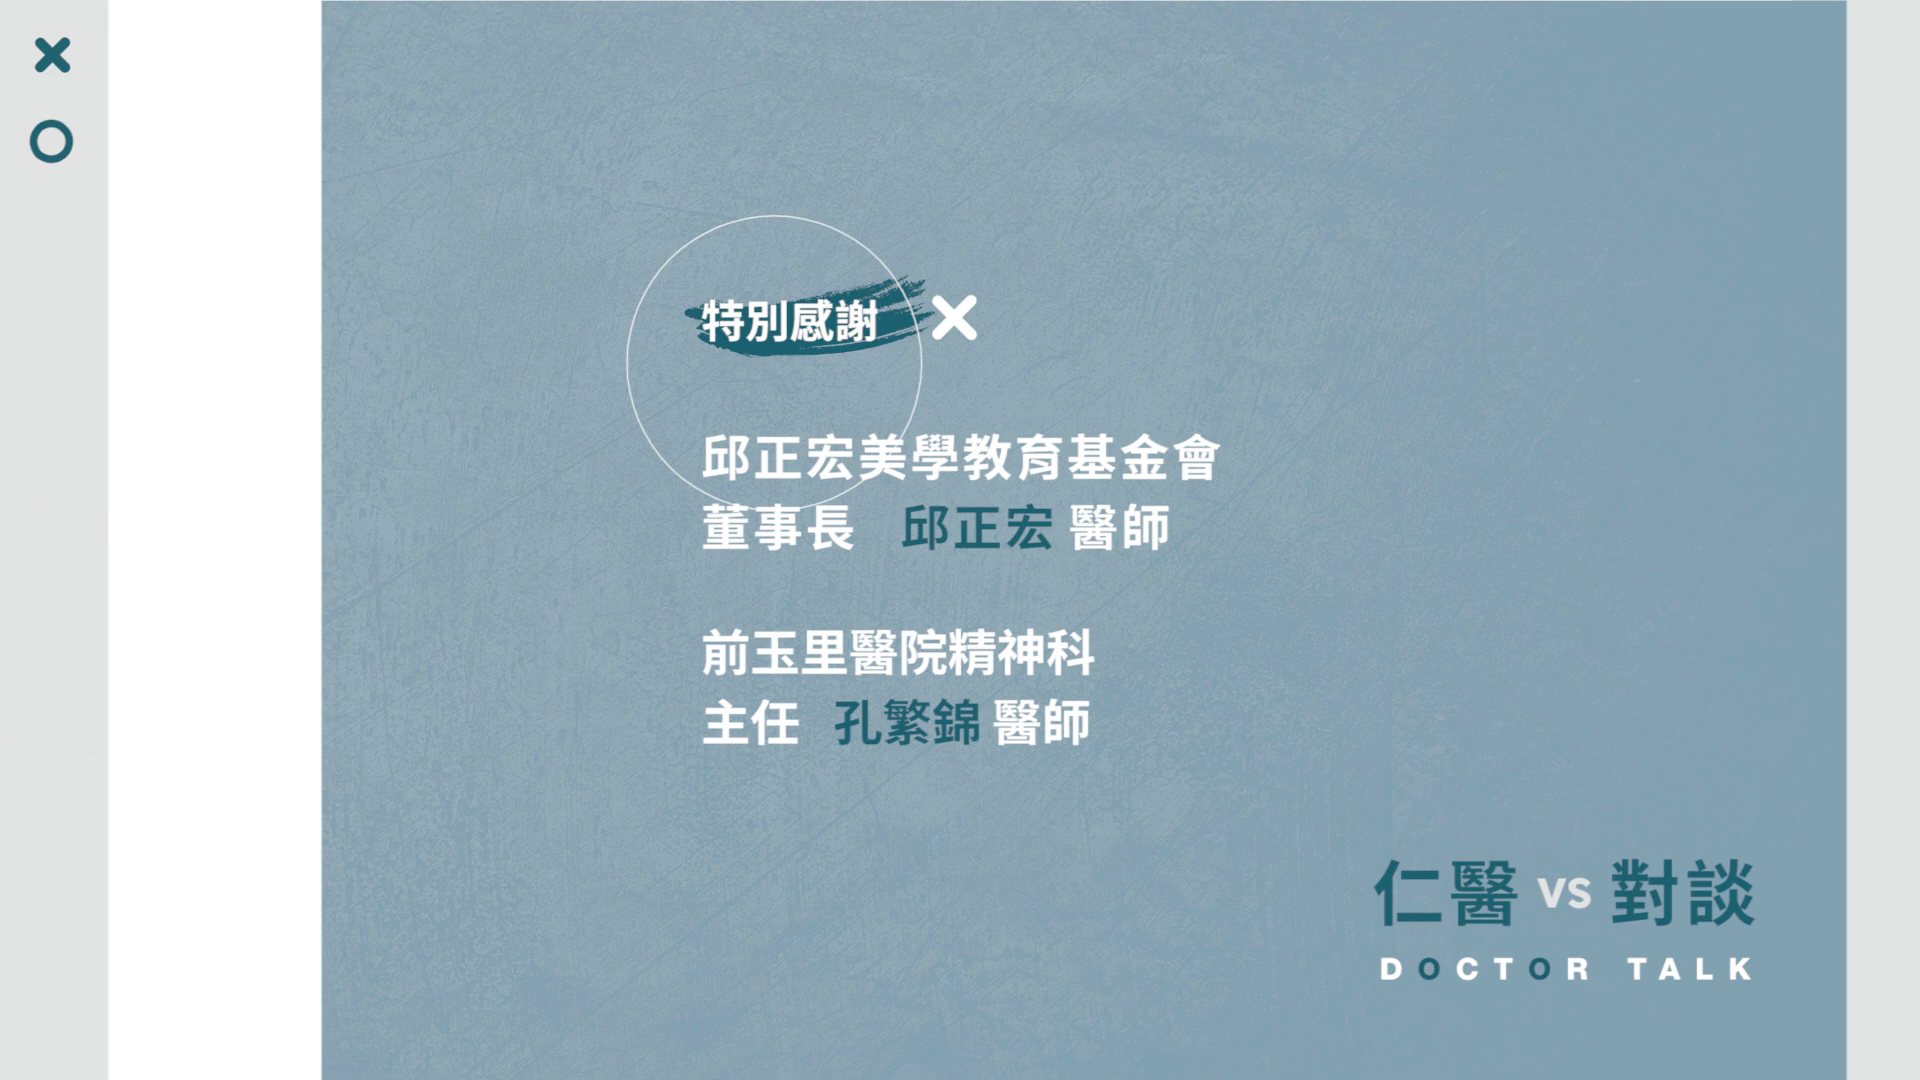 特別感謝
邱正宏美學教育基金會
董事長 邱正宏 醫師
前玉里醫院精神科
主任 孔繁錦 醫師
仁醫 VS 對談
DOCTOR TALK